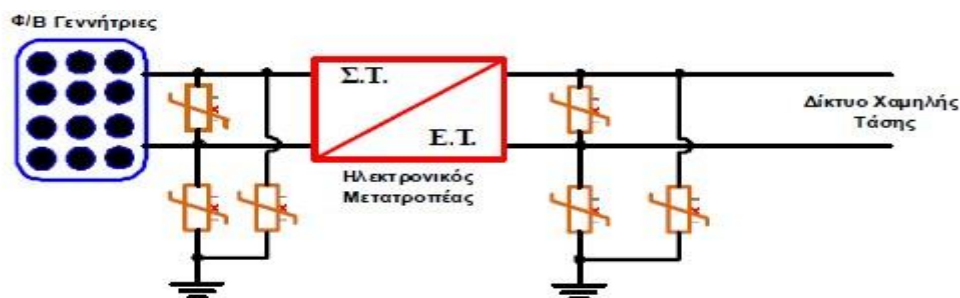 Φ/Β Γεννήτριες
Σ.Τ.
Ε.Τ.
Ηλεκτρονικός
Μετατροπέας
Δίκτυο Χαμηλής
Τάσης